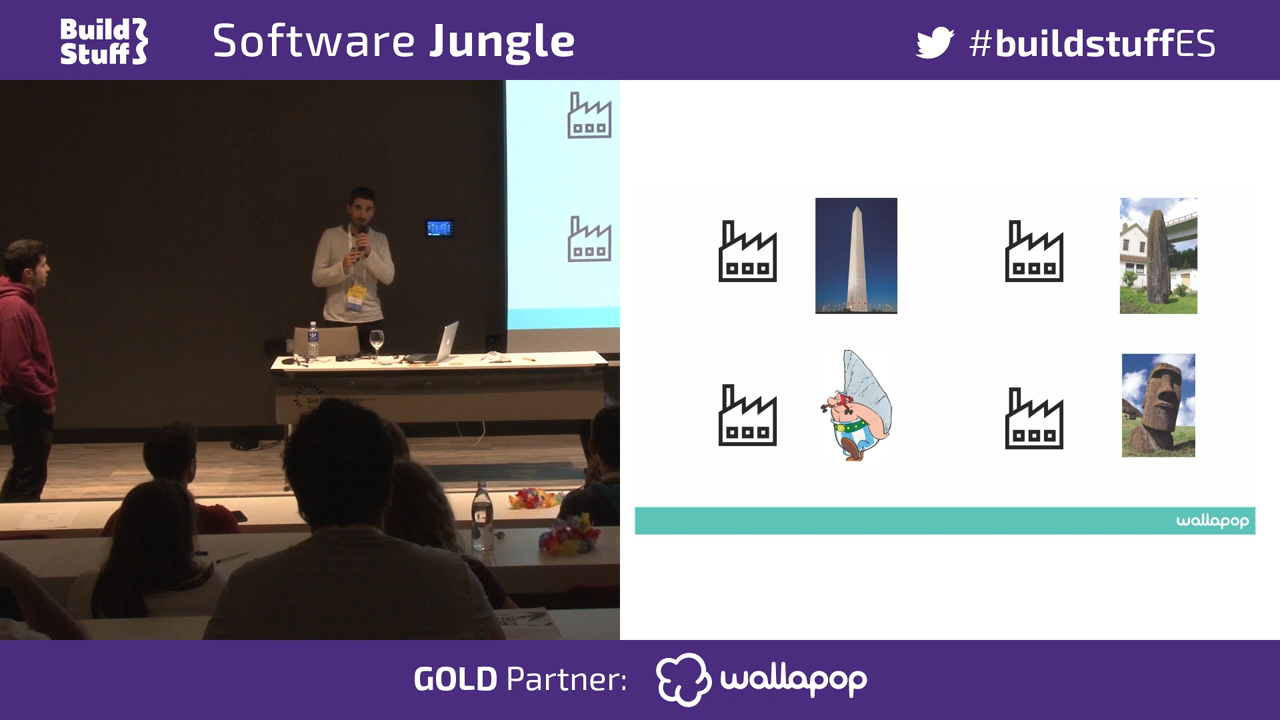 Build
Stuff
Software Jungle
#buildstuffES
wallapop
GOLD Partner:
wallapop